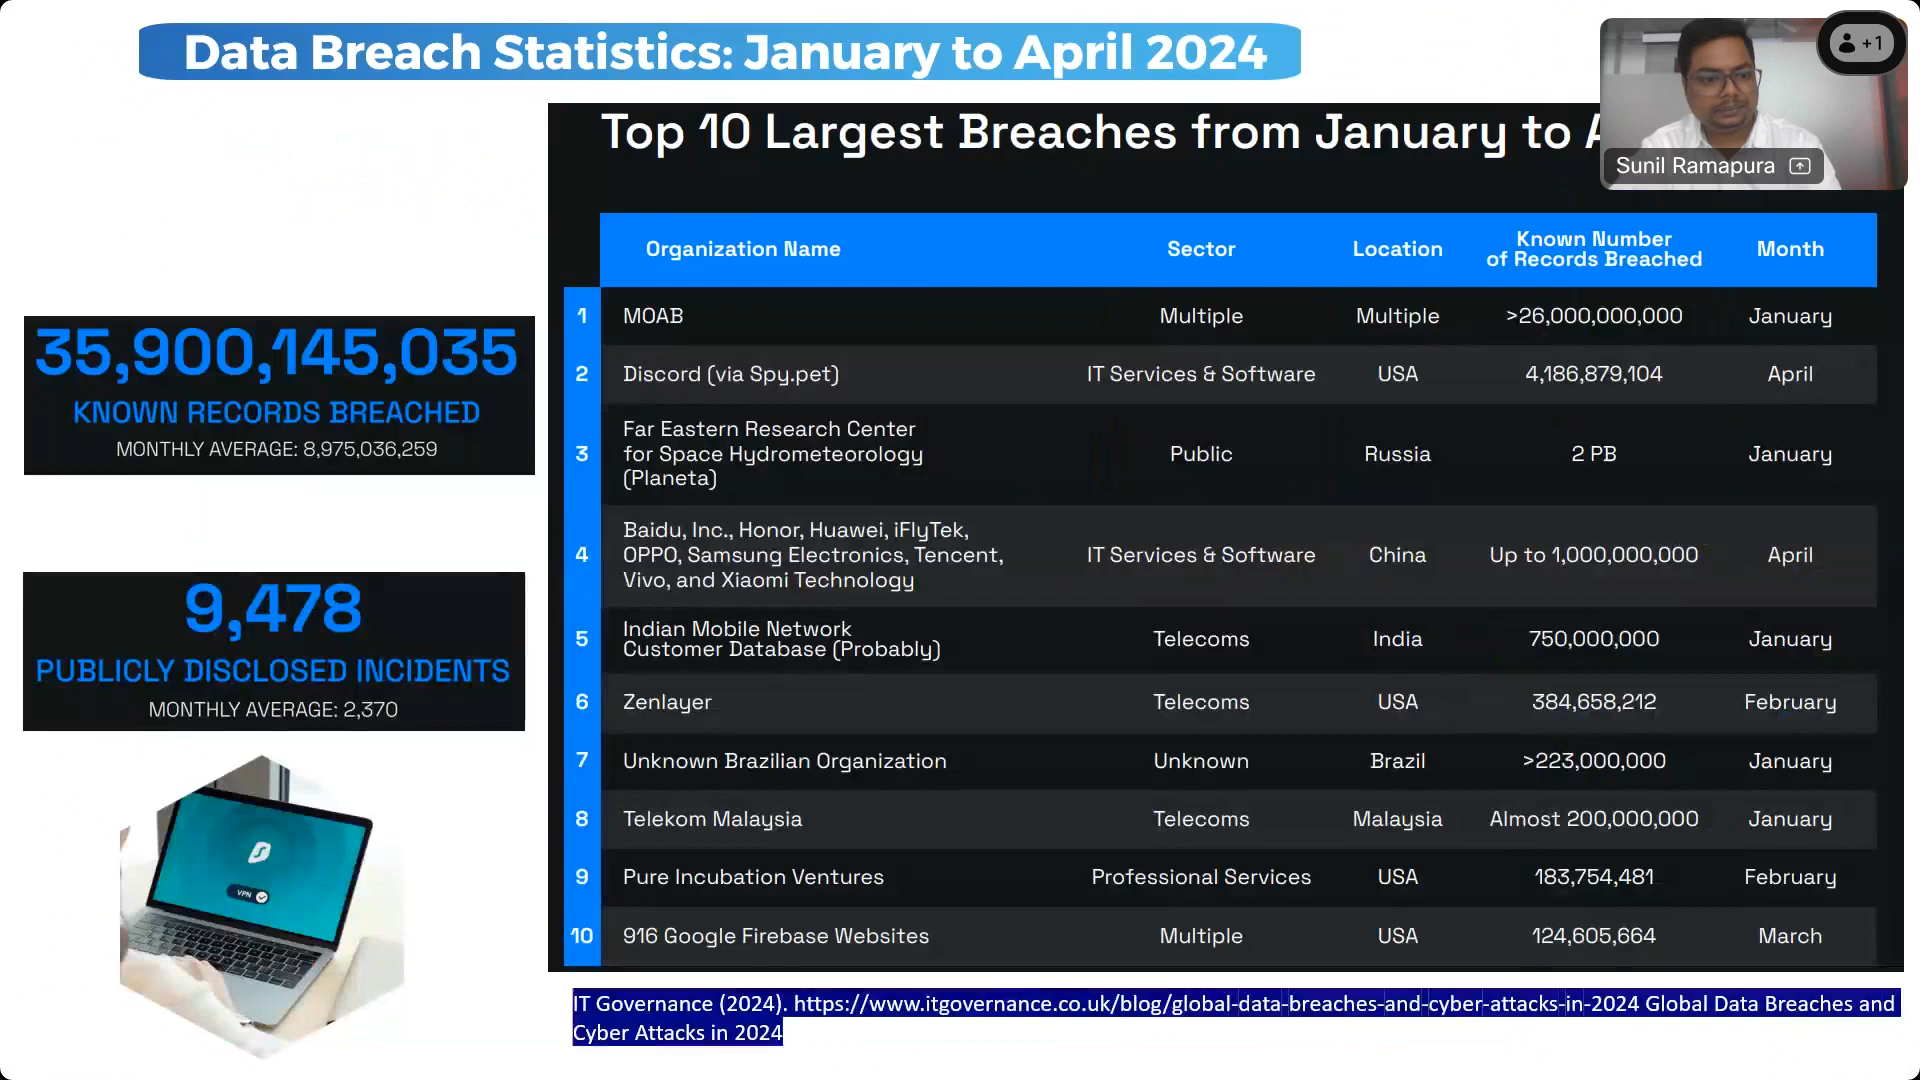 Data Breach Statistics: January to April 2024
+1
Sunil Ramapura
Top 10 Largest Breaches from January to
35,900,145,035
KNOWN RECORDS BREACHED
MONTHLY AVERAGE: 8,975,036,259
9,478
PUBLICLY DISCLOSED INCIDENTS
MONTHLY AVERAGE: 2,370
VPN
Organization Name Sector Location Known Number of Records Breached Month
1 MOAB Multiple Multiple >26,000,000,000 January
2 Discord (via Spy.pet) IT Services & Software USA 4,186,879,104 April
Far Eastern Research Center
3 for Space Hydrometeorology Public Russia 2 PB January
(Planeta)
Baidu, Inc., Honor, Huawei, iFlyTek,
4 OPPO, Samsung Electronics, Tencent, IT Services & Software China Up to 1,000,000,000 April
Vivo, and Xiaomi Technology
5 Indian Mobile Network Telecoms India 750,000,000 January
Customer Database (Probably)
6 Zenlayer Telecoms USA 384,658,212 February
7 Unknown Brazilian Organization Unknown Brazil >223,000,000 January
8 Telekom Malaysia Telecoms Malaysia Almost 200,000,000 January
9 Pure Incubation Ventures Professional Services USA 183,754,481 February
10 916 Google Firebase Websites Multiple USA 124,605,664 March
IT Governance (2024). https://www.itgovernance.co.uk/blog/global-data-breaches-and-cyber-attacks-in-2024 Global Data Breaches and
Cyber Attacks in 2024